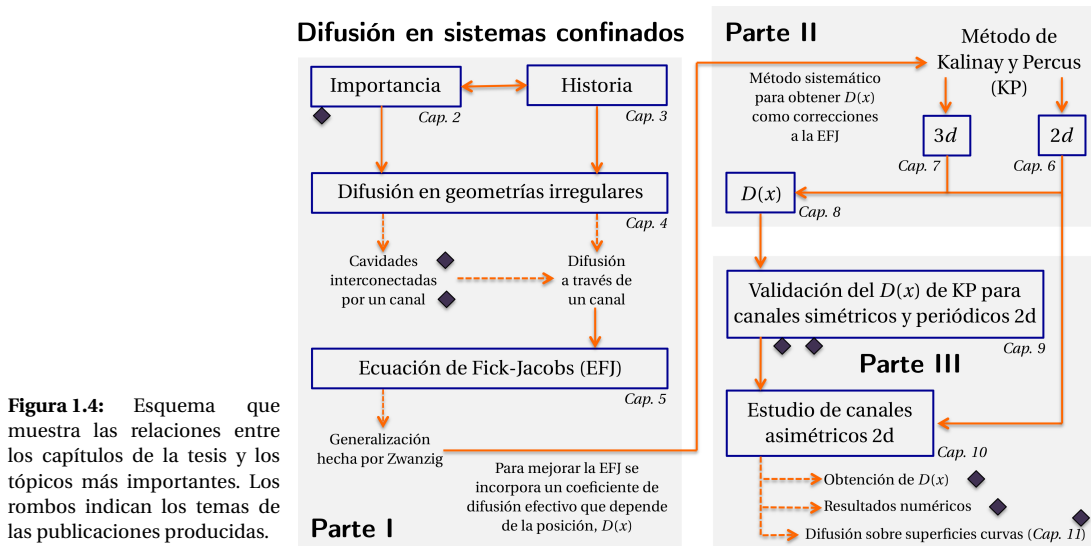 Difusión en sistemas confinados
Importancia
Cap. 2
Historia
Cap. 3
Difusión en geometrías irregulares
Cap. 4
Cavidades
interconectadas
por un canal
Difusión
a través de
un canal
Ecuación de Fick-Jacobs (EFJ)
Cap. 5
Generalización
hecha por Zwanzig
Para mejorar la EFJ se
incorpora un coeficiente de
difusión efectivo que depende
de la posición, D(x)
Parte I
Parte II
Método de
Kalinay y Percus
(KP)
Método sistemático
para obtener D(x)
como correcciones
a la EFJ
3d
Cap. 7
2d
Cap. 6
D(x)
Cap. 8
Validación del D(x) de KP para
canales simétricos y periódicos 2d
Cap. 9
Parte III
Estudio de canales
asimétricos 2d
Cap. 10
Obtención de D(x)
Resultados numéricos
Difusión sobre superficies curvas (Cap. 11)
Figura 1.4: Esquema que
muestra las relaciones entre
los capítulos de la tesis y los
tópicos más importantes. Los
rombos indican los temas de
las publicaciones producidas.